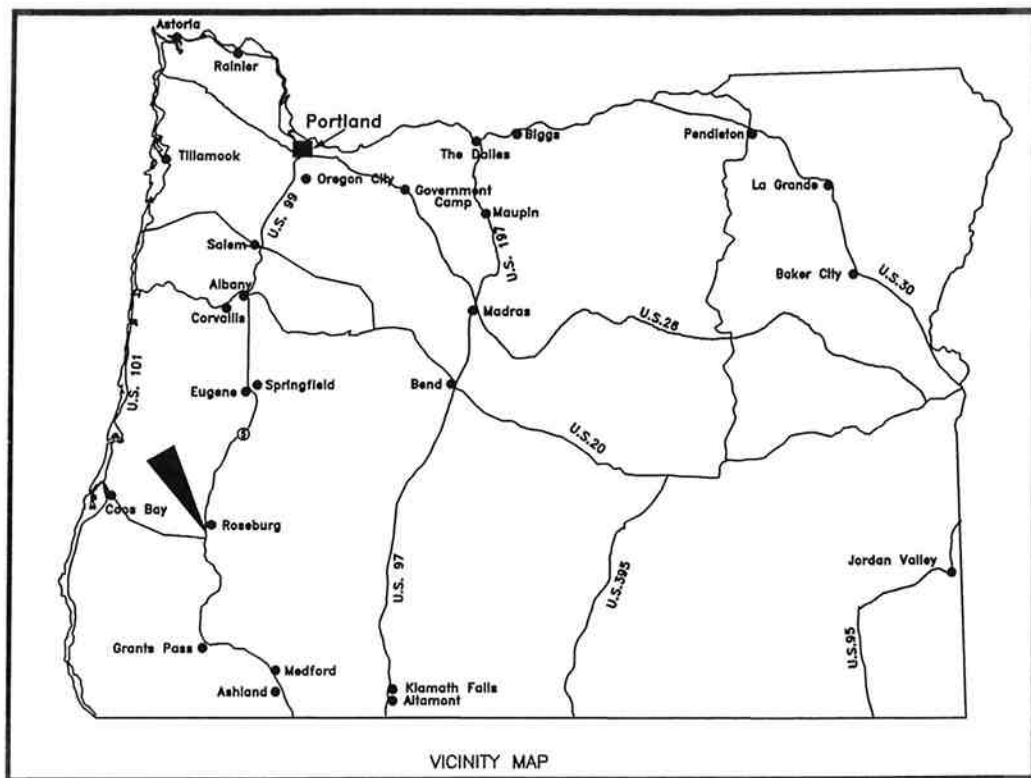 Astoria
Rainier
Portland
Biggs
Pendleton
The Dalles
Tillamook
Oregon City
Government
Camp
La Grande
Maupin
U.S. 99
U.S. 197
Salem
Baker City
U.S.30
Albany
Corvallis
Madras
U.S.26
U.S. 101
Eugene
Springfield
Bend
5
U.S.20
Coos Bay
Roseburg
U.S. 97
U.S.395
Jordan Valley
U.S.95
Grants Pass
Medford
Ashland
Klamath Falls
Altamont
VICINITY MAP